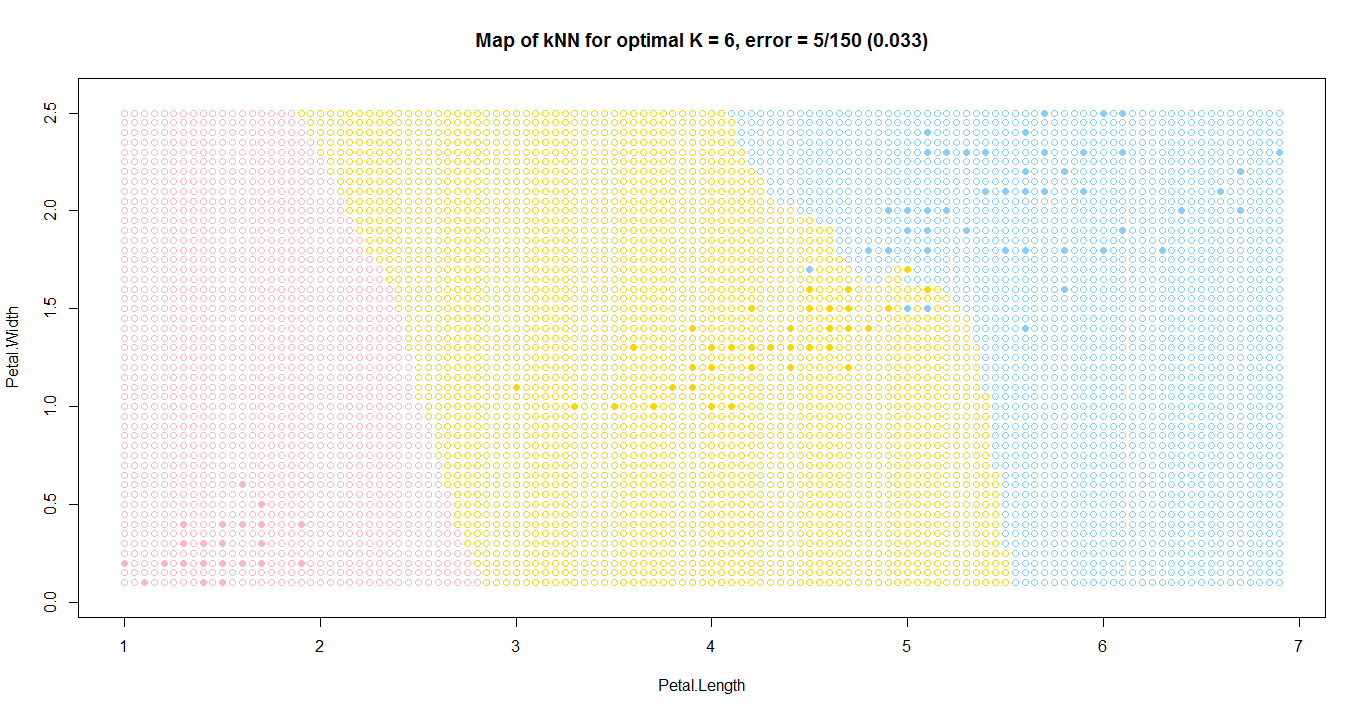 Map of kNN for optimal K = 6, error = 5/150 (0.033)
2.5
2.0
1.5
1.0
0.5
0.0
Petal.Width
1 2 3 4 5 6 7
Petal.Length